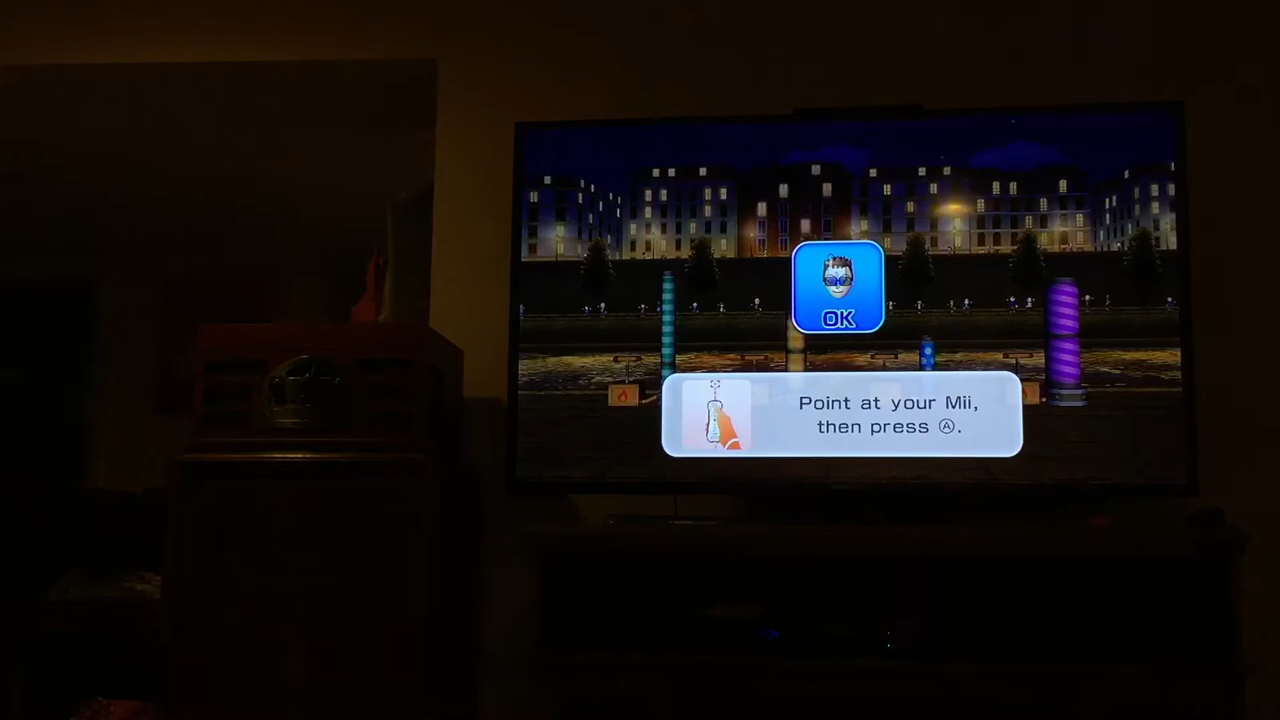 OK
Point at your Mii,
then press Ⓐ.